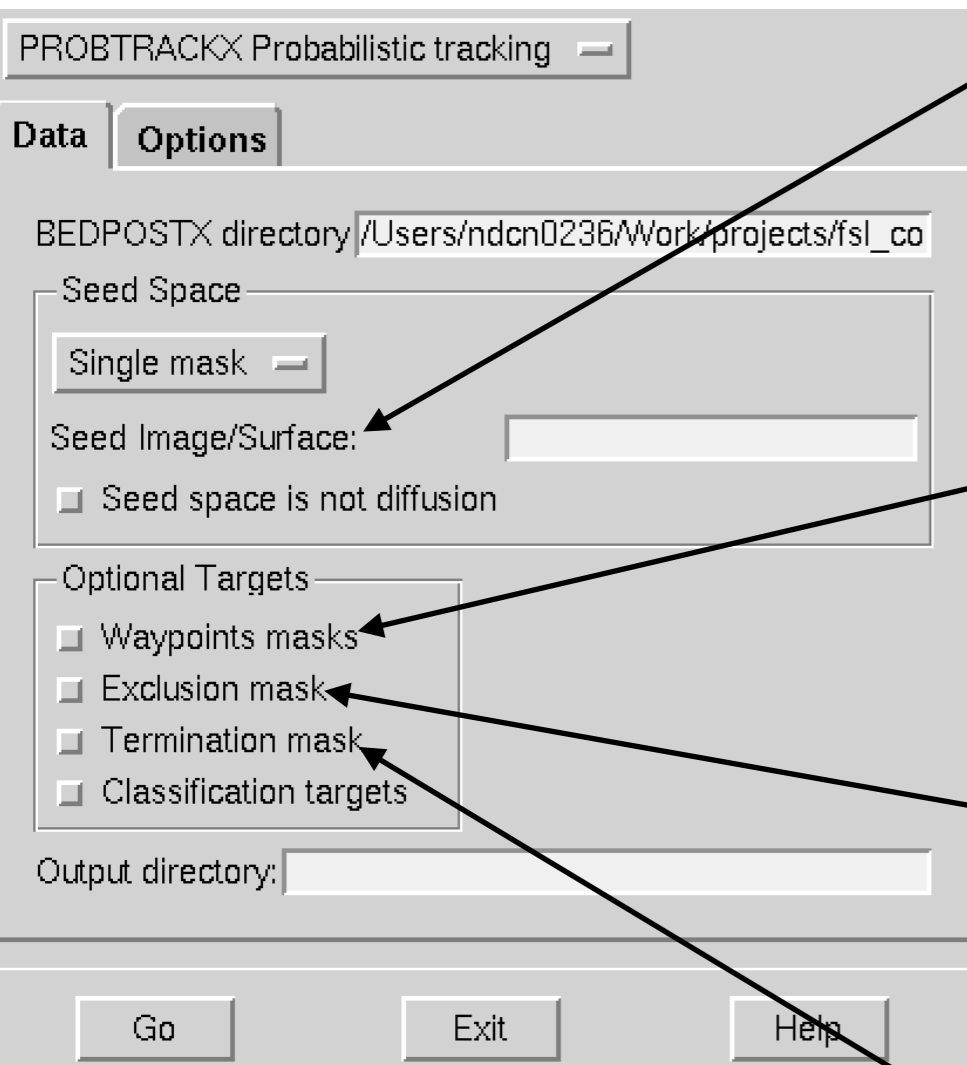 PROBTRACKX Probabilistic tracking
Data Options
BEDPOSTX directory /Users/ndcn0236/Work/projects/fsl_co
Seed Space
Single mask
Seed Image/Surface:
Seed space is not diffusion
Optional Targets
Waypoints masks
Exclusion mask
Termination mask
Classification targets
Output directory:
Go Exit Help